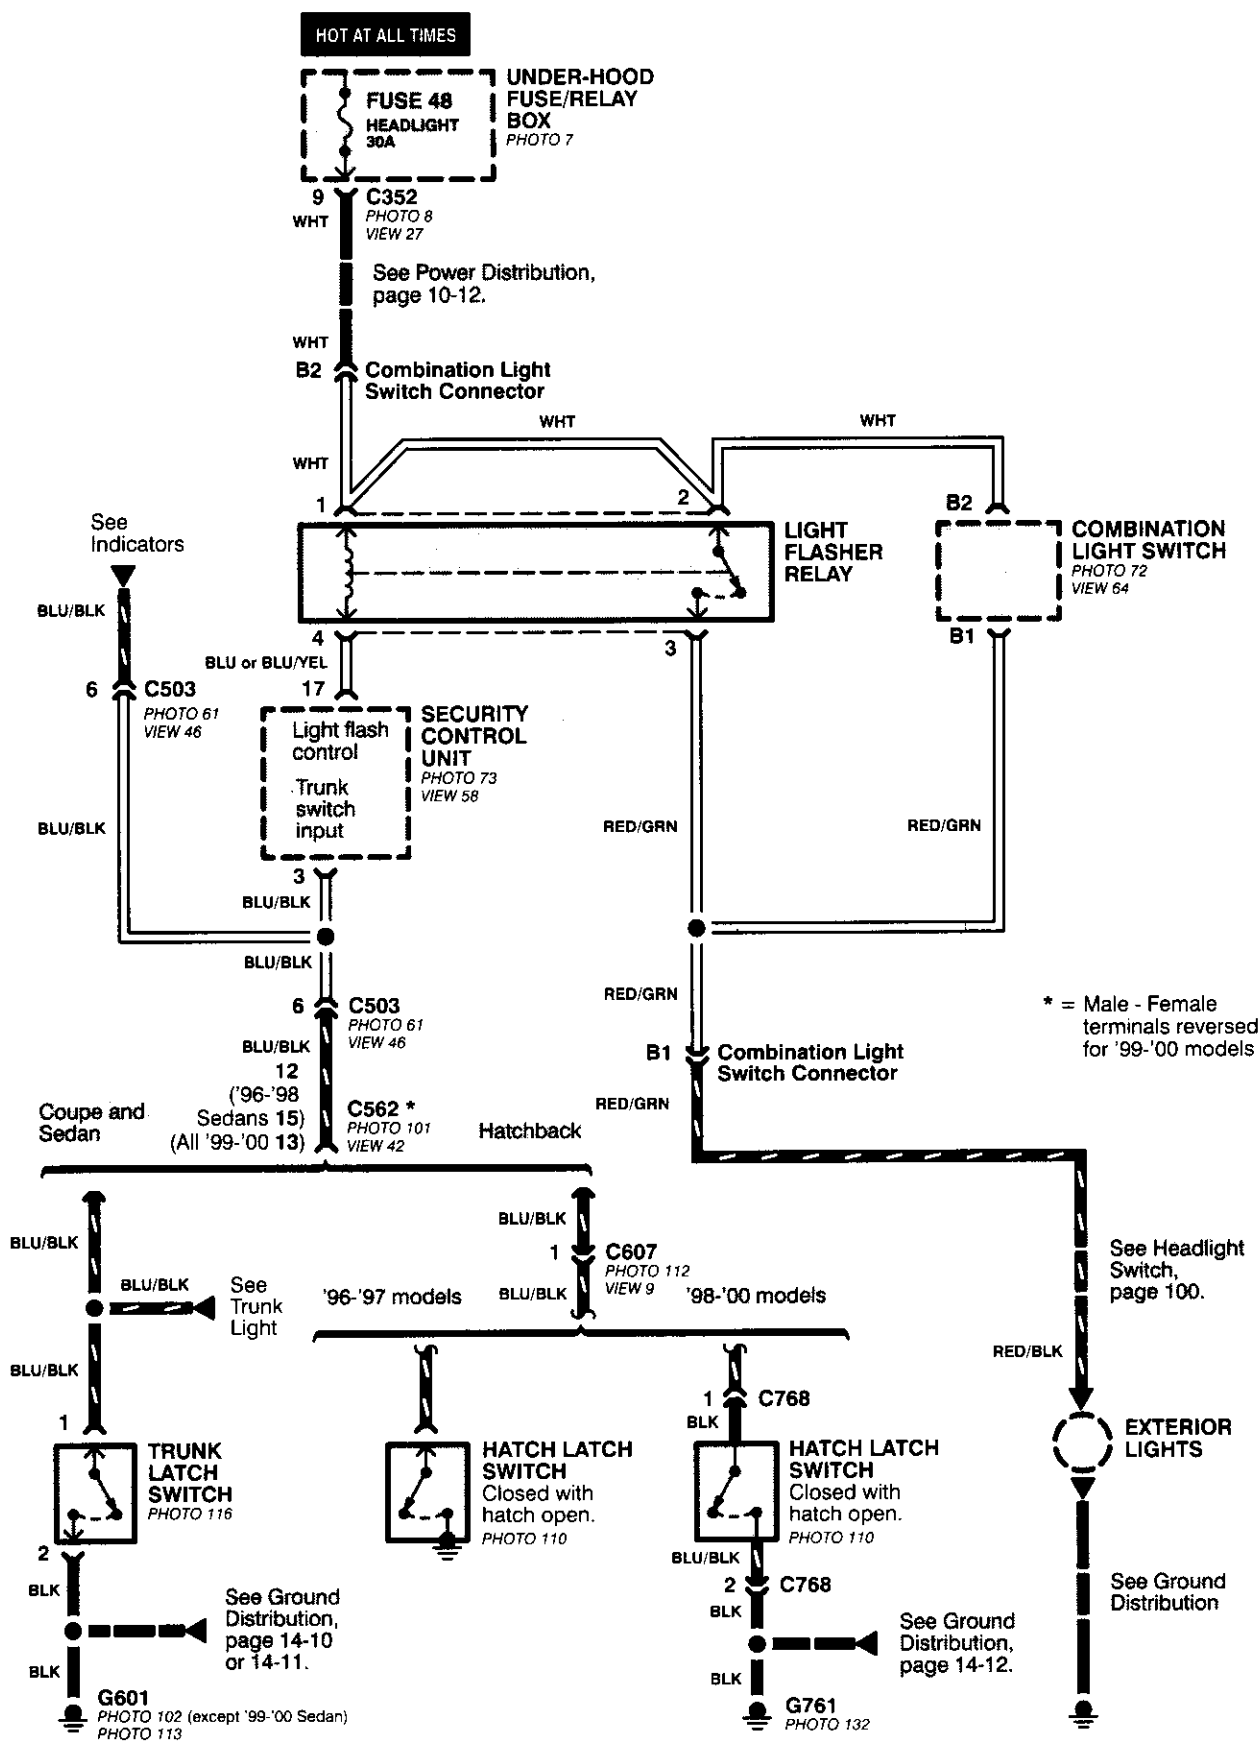 HOT AT ALL TIMES
UNDER-HOOD
FUSE/RELAY
BOX
PHOTO 7
FUSE 48
HEADLIGHT
30A
9
C352
PHOTO 8
VIEW 27
WHT
See Power Distribution,
page 10-12.
WHT
B2
Combination Light
Switch Connector
WHT
WHT
WHT
1
2
B2
See
Indicators
LIGHT
FLASHER
RELAY
COMBINATION
LIGHT SWITCH
PHOTO 72
VIEW 64
BLU/BLK
4
3
B1
BLU or BLU/YEL
6
C503
PHOTO 61
VIEW 46
17
Light flash
control
Trunk
switch
input
SECURITY
CONTROL
UNIT
PHOTO 73
VIEW 58
BLU/BLK
RED/GRN
RED/GRN
3
BLU/BLK
BLU/BLK
6
C503
PHOTO 61
VIEW 46
RED/GRN
* = Male - Female
terminals reversed
for '99-'00 models
BLU/BLK
B1
Combination Light
Switch Connector
12
('96-'98
Sedans 15)
(All '99-'00 13)
C562 *
PHOTO 101
VIEW 42
RED/GRN
Coupe and
Sedan
Hatchback
BLU/BLK
BLU/BLK
1
C607
PHOTO 112
VIEW 9
BLU/BLK
See Headlight
Switch,
page 100.
BLU/BLK
See
Trunk
Light
'96-'97 models
'98-'00 models
BLU/BLK
RED/BLK
1
1
C768
BLK
TRUNK
LATCH
SWITCH
PHOTO 116
HATCH LATCH
SWITCH
Closed with
hatch open.
PHOTO 110
HATCH LATCH
SWITCH
Closed with
hatch open.
PHOTO 110
EXTERIOR
LIGHTS
2
BLK
BLU/BLK
2
C768
BLK
See Ground
Distribution,
page 14-10
or 14-11.
See Ground
Distribution,
page 14-12.
See Ground
Distribution
BLK
BLK
G601
PHOTO 102 (except '99-'00 Sedan)
PHOTO 113
G761
PHOTO 132